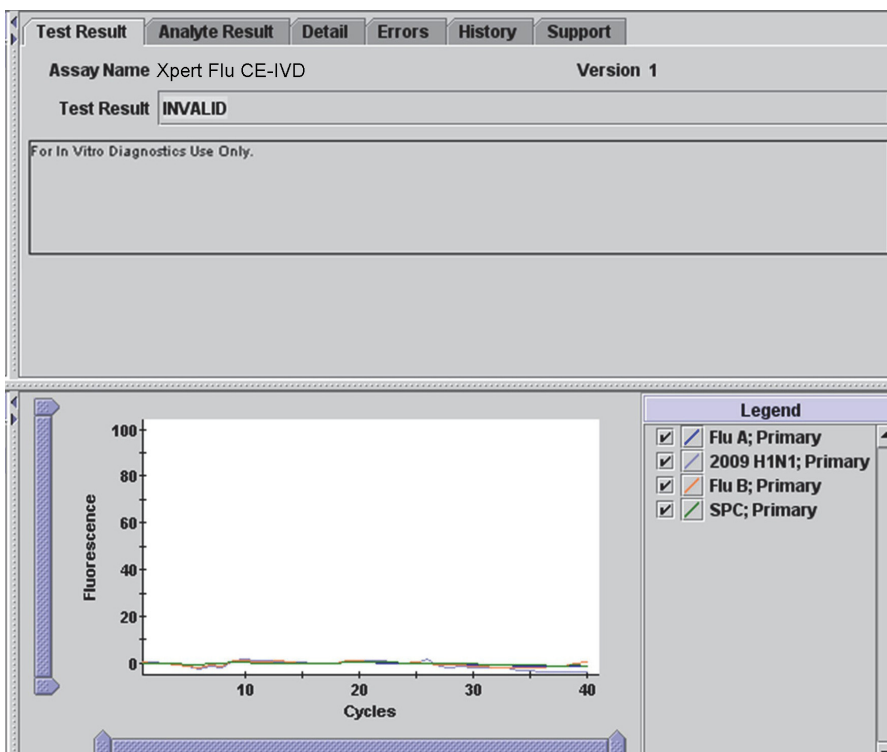 Test Result Analyte Result Detail Errors History Support
Assay Name Xpert Flu CE-IVD Version 1
Test Result INVALID
For In Vitro Diagnostics Use Only.
Legend
Flu A; Primary
2009 H1N1; Primary
Flu B; Primary
SPC; Primary
Fluorescence
100
80
60
40
20
0
10 20 30 40
Cycles